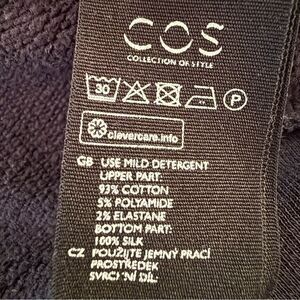 COS
COLLECTION OF STYLE
30 P
clevercare.info
GB USE MILD DETERGENT
UPPER PART:
93% COTTON
5% POLYAMIDE
2% ELASTANE
BOTTOM PART:
100% SILK
CZ POUŽIJTE JEMNÝ PRACÍ
PROSTŘEDEK
SVRCHNÍ DÍL: